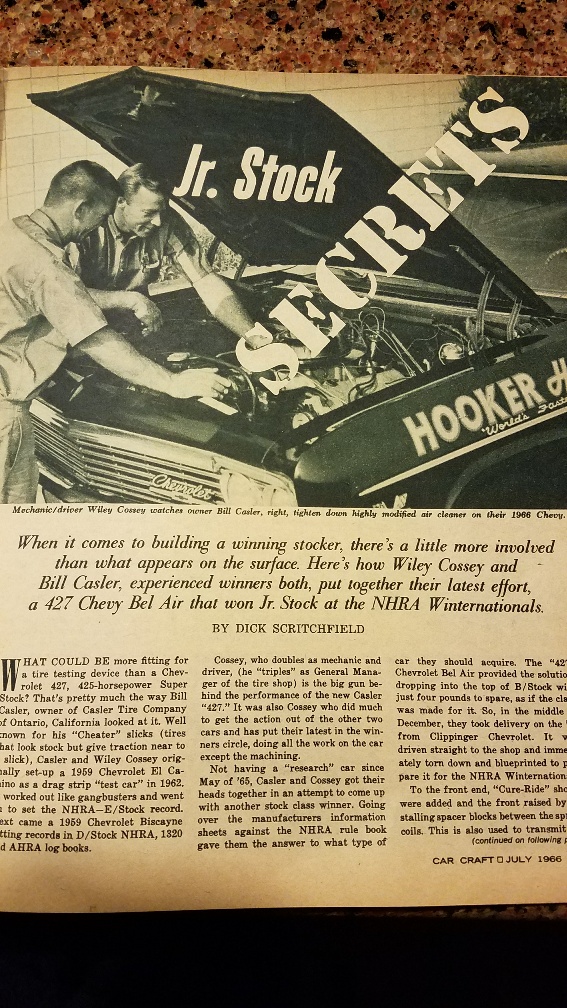 Jr. Stock
SECRETS
HOOKER H
"World's Faste
Chevrolet
Mechanic/driver Wiley Cossey watches owner Bill Casler, right, tighten down highly modified air cleaner on their 1966 Chevy.
When it comes to building a winning stocker, there's a little more involved
than what appears on the surface. Here's how Wiley Cossey and
Bill Casler, experienced winners both, put together their latest effort,
a 427 Chevy Bel Air that won Jr. Stock at the NHRA Winternationals.
BY DICK SCRITCHFIELD
WHAT COULD BE more fitting for
a tire testing device than a Chev-
rolet 427, 425-horsepower Super
Stock? That's pretty much the way Bill
Casler, owner of Casler Tire Company
of Ontario, California looked at it. Well
known for his "Cheater" slicks (tires
hat look stock but give traction near to
slick), Casler and Wiley Cossey orig-
nally set-up a 1959 Chevrolet El Ca-
ino as a drag strip "test car" in 1962.
worked out like gangbusters and went
n to set the NHRA—E/Stock record.
ext came a 1959 Chevrolet Biscayne
tting records in D/Stock NHRA, 1320
d AHRA log books.
Cossey, who doubles as mechanic and
driver, (he "triples" as General Mana-
ger of the tire shop) is the big gun be-
hind the performance of the new Casler
"427." It was also Cossey who did much
to get the action out of the other two
cars and has put their latest in the win-
ners circle, doing all the work on the car
except the machining.
Not having a "research" car since
May of '65, Casler and Cossey got their
heads together in an attempt to come up
with another stock class winner. Going
over the manufacturers information
sheets against the NHRA rule book
gave them the answer to what type of
car they should acquire. The "427
Chevrolet Bel Air provided the solutio
dropping into the top of B/Stock wi
just four pounds to spare, as if the cla
was made for it. So, in the middle
December, they took delivery on the
from Clippinger Chevrolet. It w
driven straight to the shop and imme
ately torn down and blueprinted to p
pare it for the NHRA Winternation
To the front end, "Cure-Ride" sho
were added and the front raised by
stalling spacer blocks between the sp
coils. This is also used to transmit
(continued on following p
CAR CRAFT □ JULY 1966